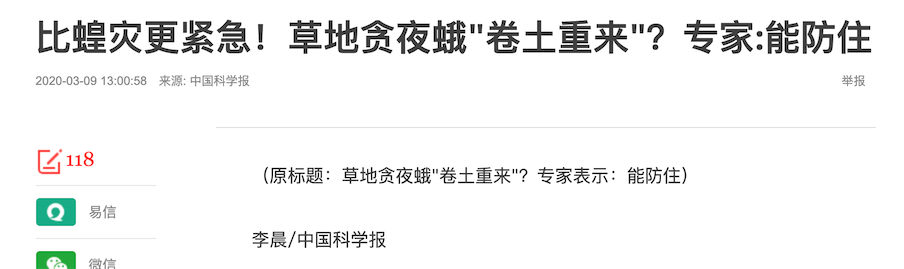 比蝗灾更紧急！草地贪夜蛾"卷土重来"？专家:能防住
2020-03-09 13:00:58 来源: 中国科学报
举报
118
（原标题：草地贪夜蛾"卷土重来"？专家表示：能防住）
易信
李晨/中国科学报
微信